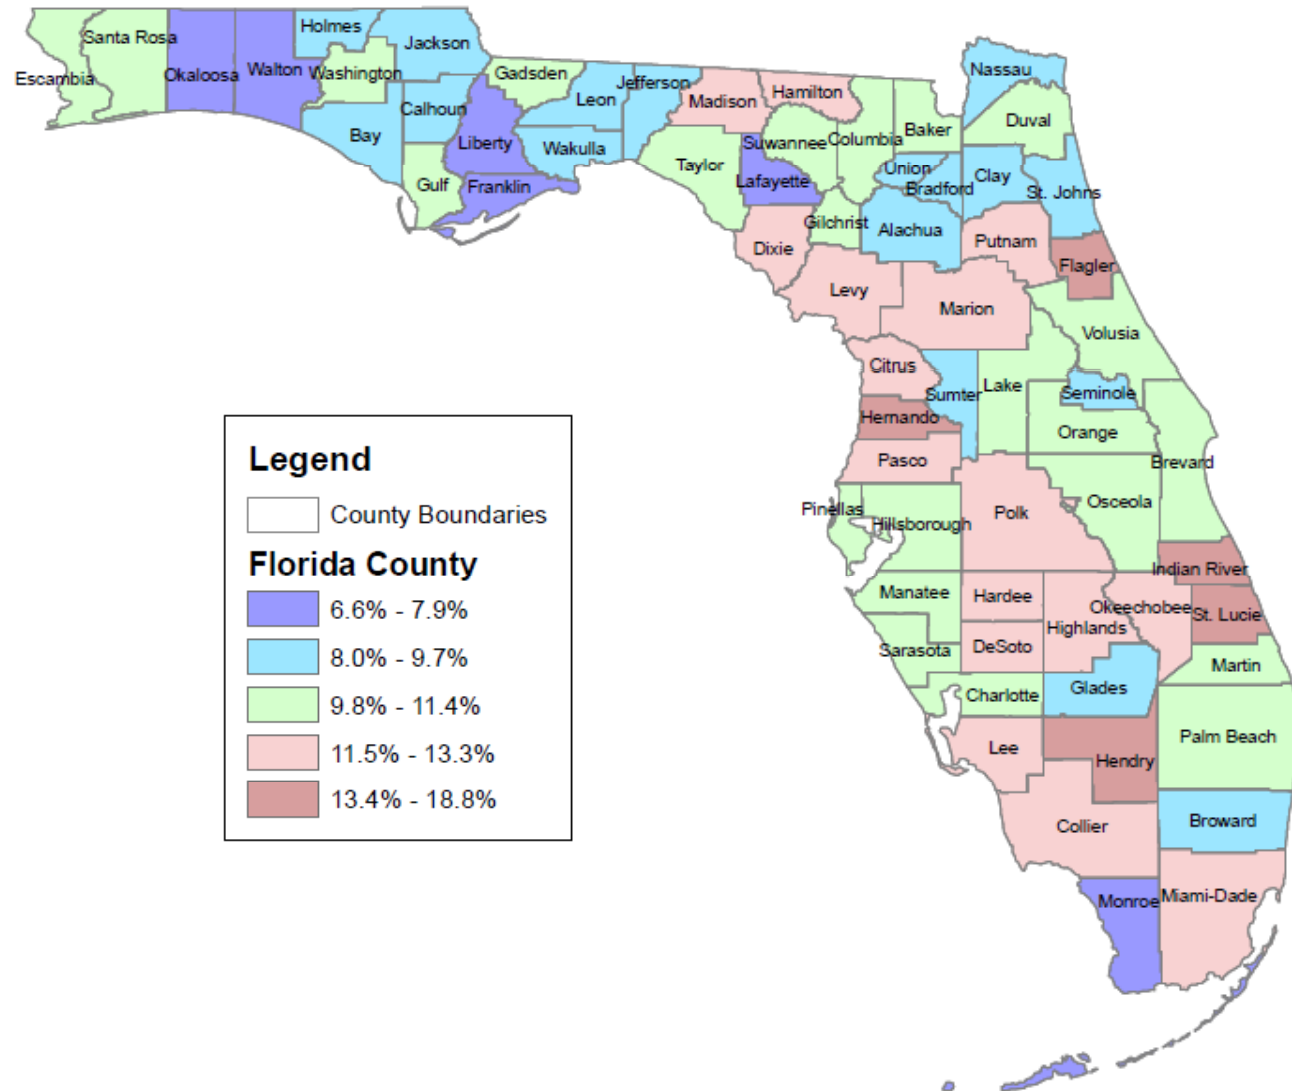 Holmes
Santa Rosa
Jackson
Escambia
Okaloosa
Walton
Washington
Gadsden
Jefferson
Leon
Madison
Hamilton
Nassau
Calhoun
Bay
Liberty
Wakulla
Taylor
Suwannee
Columbia
Baker
Duval
Gulf
Franklin
Lafayette
Union
Bradford
Clay
St. Johns
Gilchrist
Alachua
Dixie
Putnam
Flagler
Levy
Marion
Volusia
Citrus
Sumter
Lake
Seminole
Hernando
Orange
Pasco
Brevard
Pinellas
Hillsborough
Polk
Osceola
Indian River
Manatee
Hardee
Okeechobee
St. Lucie
Highlands
Sarasota
DeSoto
Martin
Charlotte
Glades
Lee
Hendry
Palm Beach
Collier
Broward
Monroe
Miami-Dade
Legend
County Boundaries
Florida County
6.6% - 7.9%
8.0% - 9.7%
9.8% - 11.4%
11.5% - 13.3%
13.4% - 18.8%